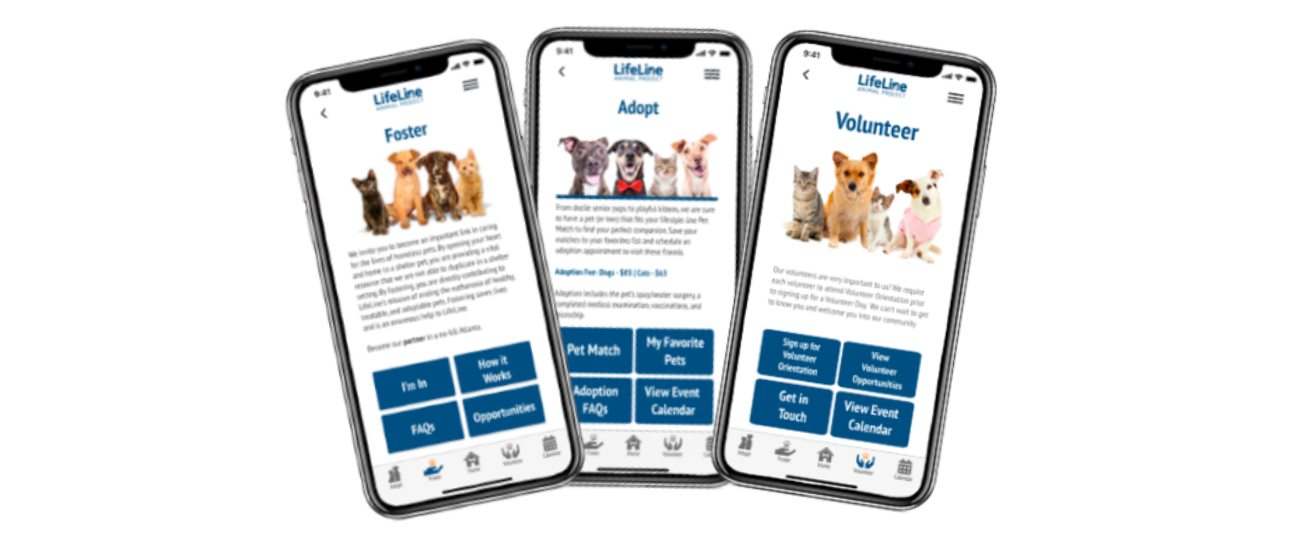 9:41
LifeLine
ANIMAL PROJECT
Foster
We invite you to become an important link in caring
for the lives of homeless pets. By opening your heart
and home to a shelter pet, you are providing a vital
resource that we are not able to duplicate in a shelter
setting. By fostering, you are directly contributing to
LifeLine's mission of ending the euthanasia of healthy,
treatable, and adoptable pets. Fostering saves lives
and is an enormous help to LifeLine.
Become our partner in a no-kill Atlanta.
I'm In
How it
Works
FAQs
Opportunities
Adopt
Foster
Home
Volunteer
Calendar
9:41
LifeLine
ANIMAL PROJECT
Adopt
From docile senior pups to playful kittens, we are sure
to have a pet (or two) that fits your lifestyle. Use Pet
Match to find your perfect companion. Save your
matches to your favorites list and schedule an
adoption appointment to visit these friends.
Adoption Fee: Dogs - $85 | Cats - $65
Adoption includes the pet's spay/neuter surgery, a
completed medical examination, vaccinations, and
microchip.
Pet Match
My Favorite
Pets
Adoption
FAQs
View Event
Calendar
Foster
Home
Volunteer
9:41
LifeLine
ANIMAL PROJECT
Volunteer
Our volunteers are very important to us! We require
each volunteer to attend Volunteer Orientation prior
to signing up for a Volunteer Day. We can't wait to get
to know you and welcome you into our community.
Sign up for
Volunteer
Orientation
View
Volunteer
Opportunities
Get in
Touch
View Event
Calendar
Adopt
Foster
Home
Volunteer
Calendar